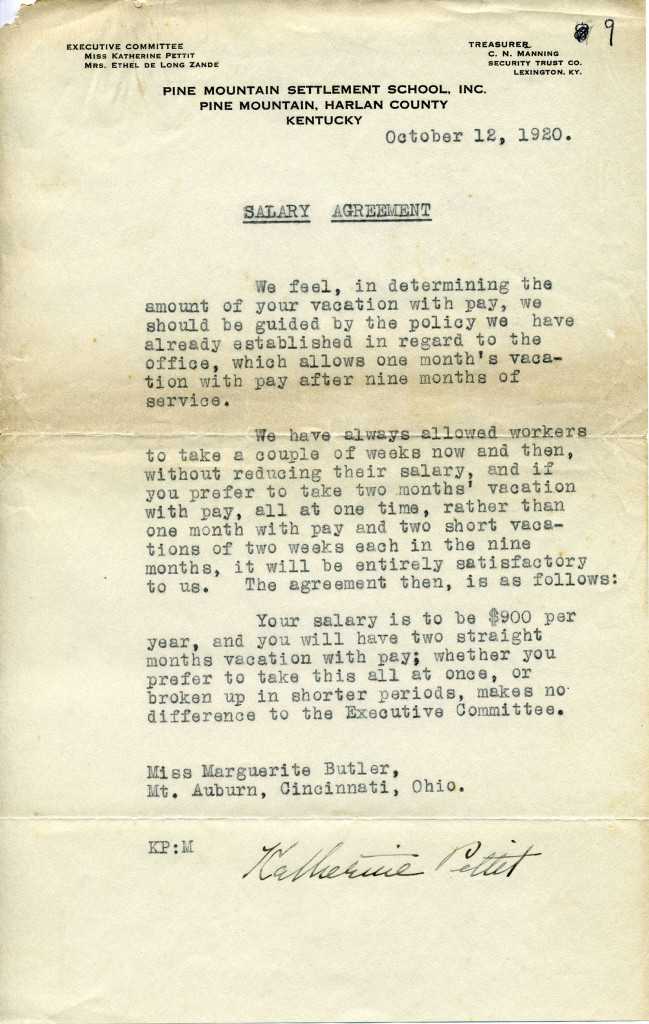 9
EXECUTIVE COMMITTEE
MISS KATHERINE PETTIT
MRS. ETHEL DE LONG ZANDE
TREASURER
C. N. MANNING
SECURITY TRUST CO.
LEXINGTON, KY.
PINE MOUNTAIN SETTLEMENT SCHOOL, INC.
PINE MOUNTAIN, HARLAN COUNTY
KENTUCKY
October 12, 1920.
SALARY AGREEMENT
We feel, in determining the
amount of your vacation with pay, we
should be guided by the policy we have
already established in regard to the
office, which allows one month's vaca-
tion with pay after nine months of
service.
We have always allowed workers
to take a couple of weeks now and then,
without reducing their salary, and if
you prefer to take two months' vacation
with pay, all at one time, rather than
one month with pay and two short vaca-
tions of two weeks each in the nine
months, it will be entirely satisfactory
to us. The agreement then, is as follows:
Your salary is to be $900 per
year, and you will have two straight
months vacation with pay; whether you
prefer to take this all at once, or
broken up in shorter periods, makes no
difference to the Executive Committee.
Miss Marguerite Butler,
Mt. Auburn, Cincinnati, Ohio.
KP:M
Katherine Pettit